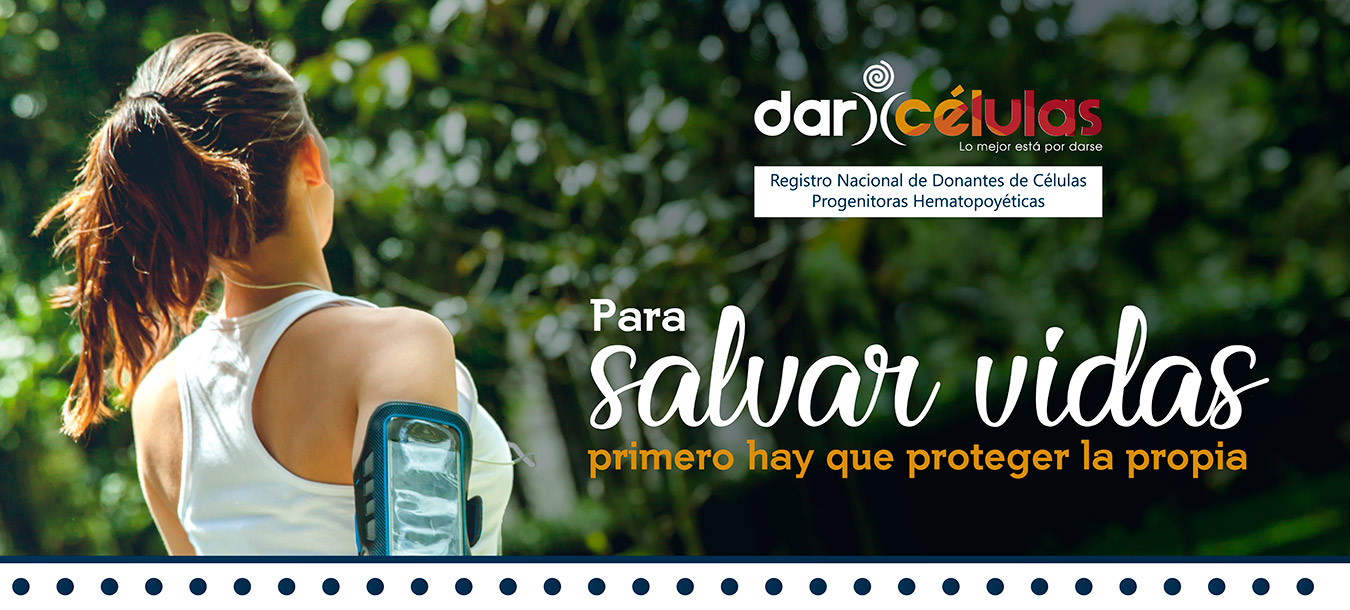 dar células
Lo mejor está por darse
Registro Nacional de Donantes de Células
Progenitoras Hematopoyéticas
Para
salvar vidas
primero hay que proteger la propia